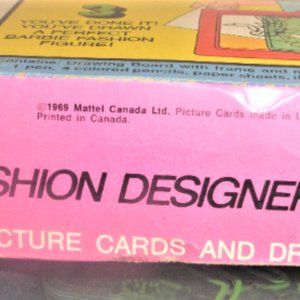 3
YOU'VE DONE IT!
YOU'VE DRAWN
A PERFECT
BARBIE FASHION
FIGURE!
Contains: Drawing Board with frame and
1 pen, 4 colored pencils, paper sheets,
©1969 Mattel Canada Ltd. Picture Cards made in U
Printed in Canada.
SHION DESIGNER
CTURE CARDS AND DR